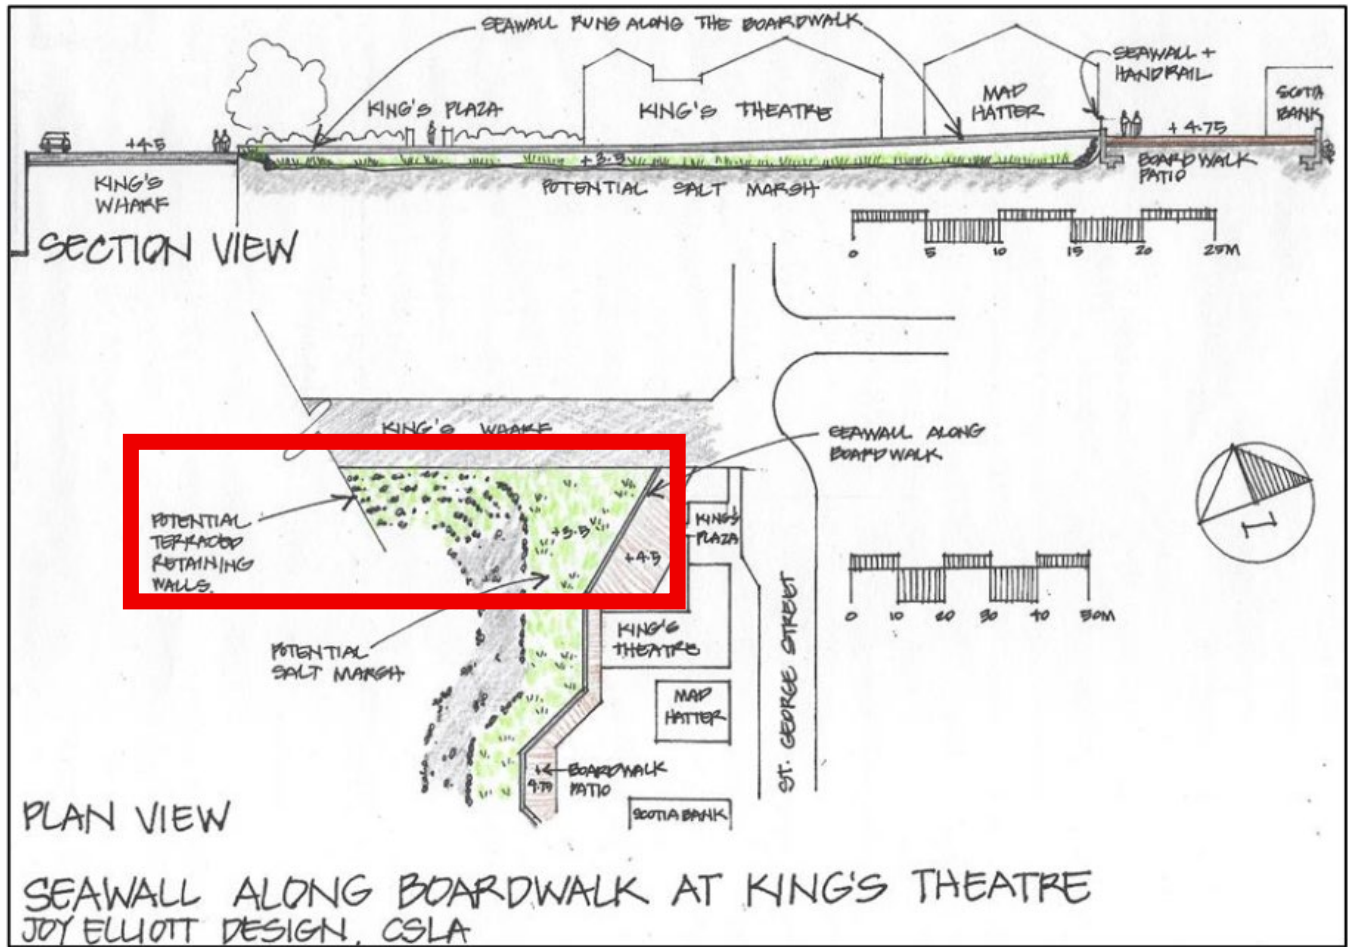 SEAWALL RUNS ALONG THE BOARDWALK
SEAWALL +
HANDRAIL
KING'S PLAZA
KING'S THEATRE
MAD
HATTER
SCOTIA
BANK
+4.5
+3.5
+4.75
KING'S
WHARF
POTENTIAL SALT MARSH
BOARDWALK
PATIO
SECTION VIEW
0 5 10 15 20 25M
KING'S WHARF
SEAWALL ALONG
BOARDWALK
POTENTIAL
TERRACED
RETAINING
WALLS.
+3.5
+4.5
KING'S
PLAZA
POTENTIAL
SALT MARSH
KING'S
THEATRE
MAD
HATTER
ST. GEORGE STREET
0 10 20 30 40 50M
+
4.75
BOARDWALK
PATIO
SCOTIA BANK
PLAN VIEW
SEAWALL ALONG BOARDWALK AT KING'S THEATRE
JOY ELLIOTT DESIGN, CSLA